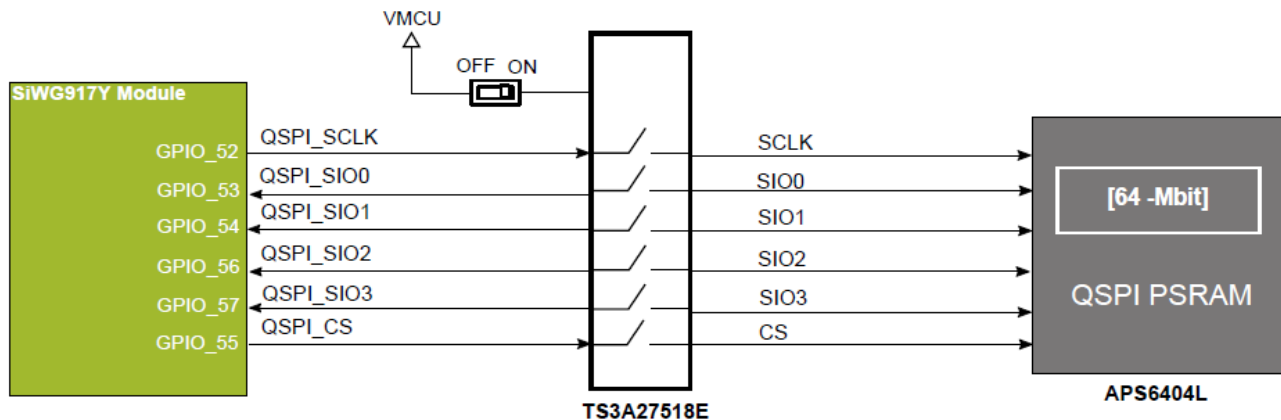 VMCU
OFF ON
SiWG917Y Module
GPIO_52 QSPI_SCLK SCLK
GPIO_53 QSPI_SIO0 SIO0
GPIO_54 QSPI_SIO1 SIO1
GPIO_56 QSPI_SIO2 SIO2
GPIO_57 QSPI_SIO3 SIO3
GPIO_55 QSPI_CS CS
[64 -Mbit]
QSPI PSRAM
APS6404L
TS3A27518E